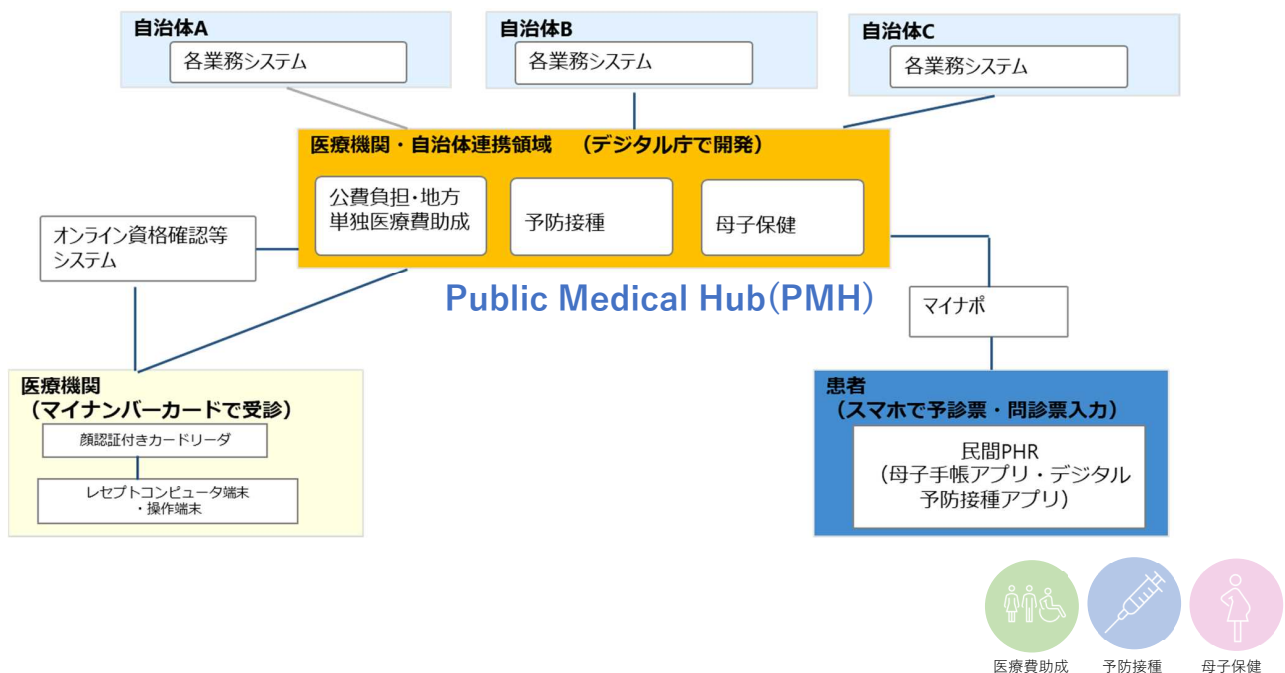 自治体A
各業務システム
自治体B
各業務システム
自治体C
各業務システム
医療機関・自治体連携領域 （デジタル庁で開発）
公費負担・地方
単独医療費助成
予防接種
母子保健
オンライン資格確認等
システム
Public Medical Hub(PMH)
マイナポ
医療機関
（マイナンバーカードで受診）
顔認証付きカードリーダ
レセプトコンピュータ端末
・操作端末
患者
（スマホで予診票・問診票入力）
民間PHR
（母子手帳アプリ・デジタル
予防接種アプリ）
医療費助成
予防接種
母子保健